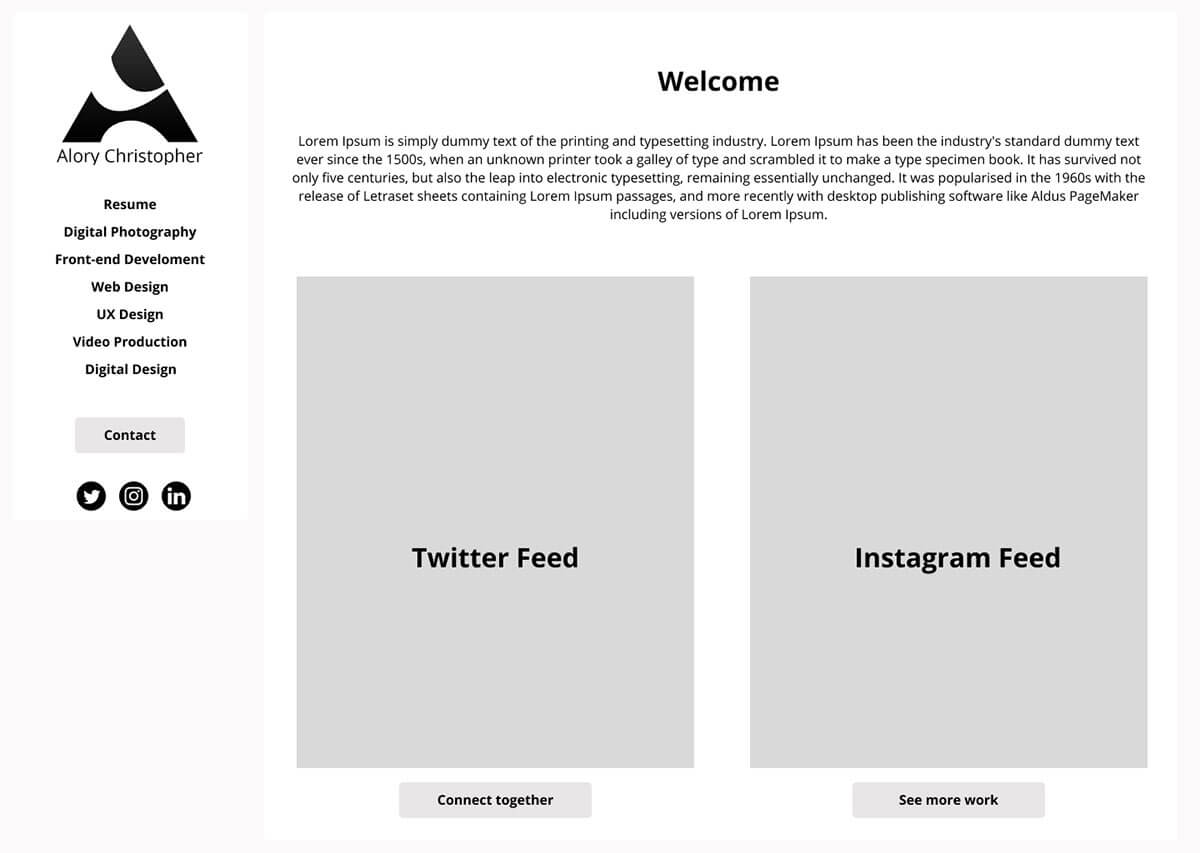 Alory Christopher
Resume
Digital Photography
Front-end Develoment
Web Design
UX Design
Video Production
Digital Design
Contact
Welcome
Lorem Ipsum is simply dummy text of the printing and typesetting industry. Lorem Ipsum has been the industry's standard dummy text
ever since the 1500s, when an unknown printer took a galley of type and scrambled it to make a type specimen book. It has survived not
only five centuries, but also the leap into electronic typesetting, remaining essentially unchanged. It was popularised in the 1960s with the
release of Letraset sheets containing Lorem Ipsum passages, and more recently with desktop publishing software like Aldus PageMaker
including versions of Lorem Ipsum.
Twitter Feed
Instagram Feed
Connect together
See more work